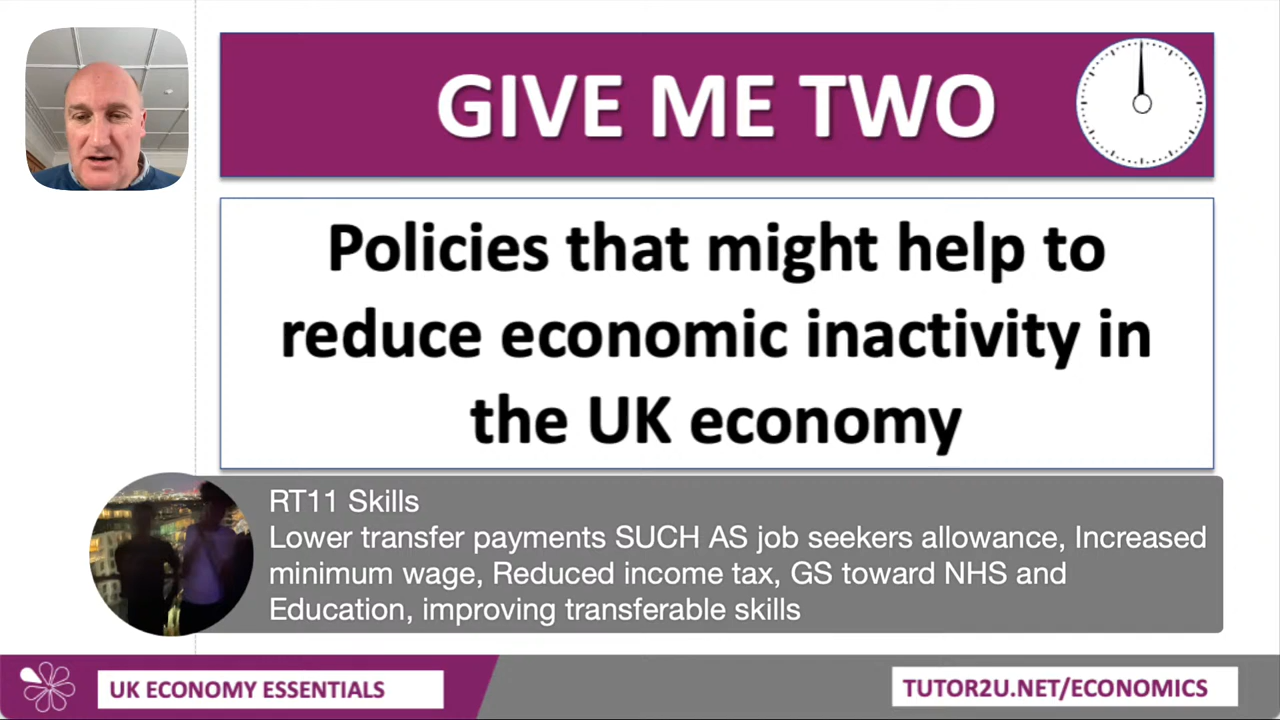 GIVE ME TWO
Policies that might help to
reduce economic inactivity in
the UK economy
RT11 Skills
Lower transfer payments SUCH AS job seekers allowance, Increased
minimum wage, Reduced income tax, GS toward NHS and
Education, improving transferable skills
UK ECONOMY ESSENTIALS
TUTOR2U.NET/ECONOMICS